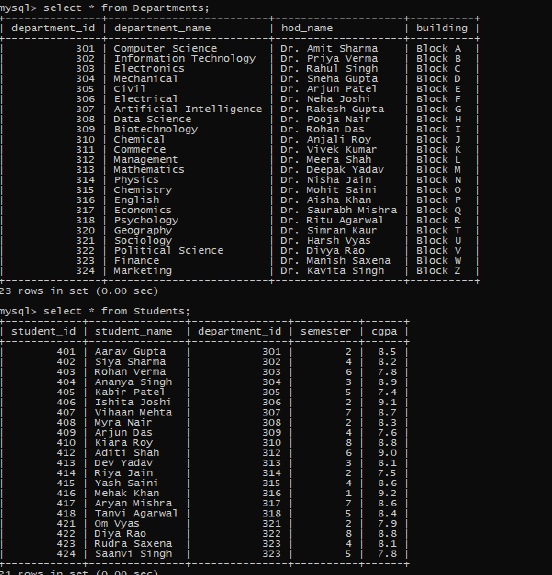 mysql> select * from Departments;
| department_id | department_name | hod_name | building |
| 301 | Computer Science | Dr. Amit Sharma | Block A |
| 302 | Information Technology | Dr. Priya Verma | Block B |
| 303 | Electronics | Dr. Rahul Singh | Block C |
| 304 | Mechanical | Dr. Sneha Gupta | Block D |
| 305 | Civil | Dr. Arjun Patel | Block E |
| 306 | Electrical | Dr. Neha Joshi | Block F |
| 307 | Artificial Intelligence | Dr. Rakesh Gupta | Block G |
| 308 | Data Science | Dr. Pooja Nair | Block H |
| 309 | Biotechnology | Dr. Rohan Das | Block I |
| 310 | Chemical | Dr. Anjali Roy | Block J |
| 311 | Commerce | Dr. Vivek Kumar | Block K |
| 312 | Management | Dr. Meera Shah | Block L |
| 313 | Mathematics | Dr. Deepak Yadav | Block M |
| 314 | Physics | Dr. Nisha Jain | Block N |
| 315 | Chemistry | Dr. Mohit Saini | Block O |
| 316 | English | Dr. Aisha Khan | Block P |
| 317 | Economics | Dr. Saurabh Mishra | Block Q |
| 318 | Psychology | Dr. Ritu Agarwal | Block R |
| 320 | Geography | Dr. Simran Kaur | Block T |
| 321 | Sociology | Dr. Harsh Vyas | Block U |
| 322 | Political Science | Dr. Divya Rao | Block V |
| 323 | Finance | Dr. Manish Saxena | Block W |
| 324 | Marketing | Dr. Kavita Singh | Block Z |
23 rows in set (0.00 sec)
mysql> select * from Students;
| student_id | student_name | department_id | semester | cgpa |
| 401 | Aarav Gupta | 301 | 2 | 8.5 |
| 402 | Siya Sharma | 302 | 4 | 8.2 |
| 403 | Rohan Verma | 303 | 6 | 7.8 |
| 404 | Ananya Singh | 304 | 3 | 8.9 |
| 405 | Kabir Patel | 305 | 5 | 7.4 |
| 406 | Ishita Joshi | 306 | 2 | 9.1 |
| 407 | Vihaan Mehta | 307 | 7 | 8.7 |
| 408 | Myra Nair | 308 | 2 | 8.3 |
| 409 | Arjun Das | 309 | 4 | 7.6 |
| 410 | Kiara Roy | 310 | 8 | 8.8 |
| 412 | Aditi Shah | 312 | 6 | 9.0 |
| 413 | Dev Yadav | 313 | 3 | 8.1 |
| 414 | Riya Jain | 314 | 2 | 7.5 |
| 415 | Yash Saini | 315 | 4 | 8.6 |
| 416 | Mehak Khan | 316 | 1 | 9.2 |
| 417 | Aryan Mishra | 317 | 7 | 8.6 |
| 418 | Tanvi Agarwal | 318 | 5 | 8.4 |
| 421 | Om Vyas | 321 | 2 | 7.9 |
| 422 | Diya Rao | 322 | 8 | 8.8 |
| 423 | Rudra Saxena | 323 | 4 | 8.1 |
| 424 | Saanvi Singh | 323 | 5 | 7.8 |
21 rows in set (0.00 sec)